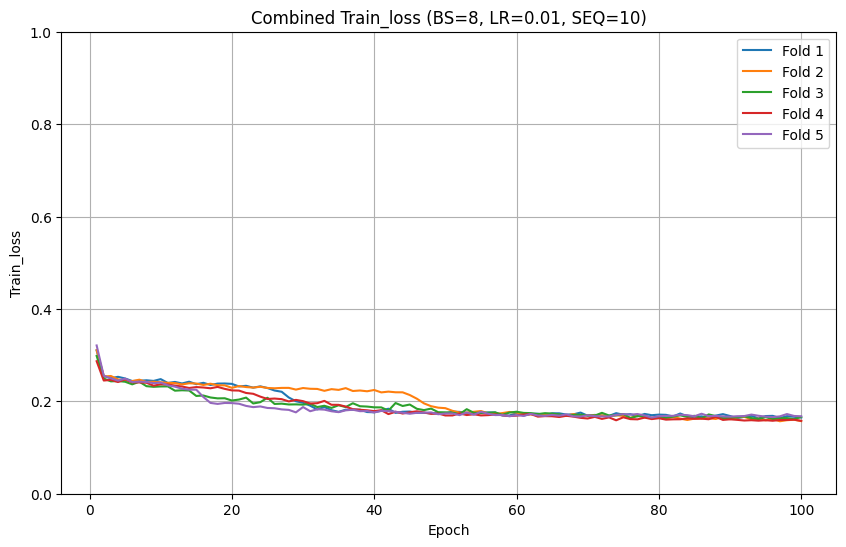 Combined Train_loss (BS=8, LR=0.01, SEQ=10)
1.0
0.8
0.6
0.4
0.2
0.0
Train_loss
0 20 40 60 80 100
Epoch
Fold 1
Fold 2
Fold 3
Fold 4
Fold 5